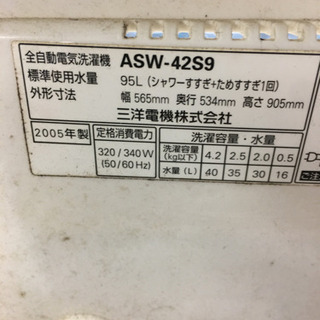 全自動電気洗濯機 ASW-42S9
標準使用水量 95L（シャワーすすぎ+ためすすぎ1回）
外形寸法 幅 565mm 奥行 534mm 高さ 905mm
三洋電機株式会社
2005年製 定格消費電力 洗濯容量・水量
320/340W (50/60Hz) 洗濯容量(kg以下) 4.2 2.5 2.0 0.5
水量(L) 40 35 30 16
ご注